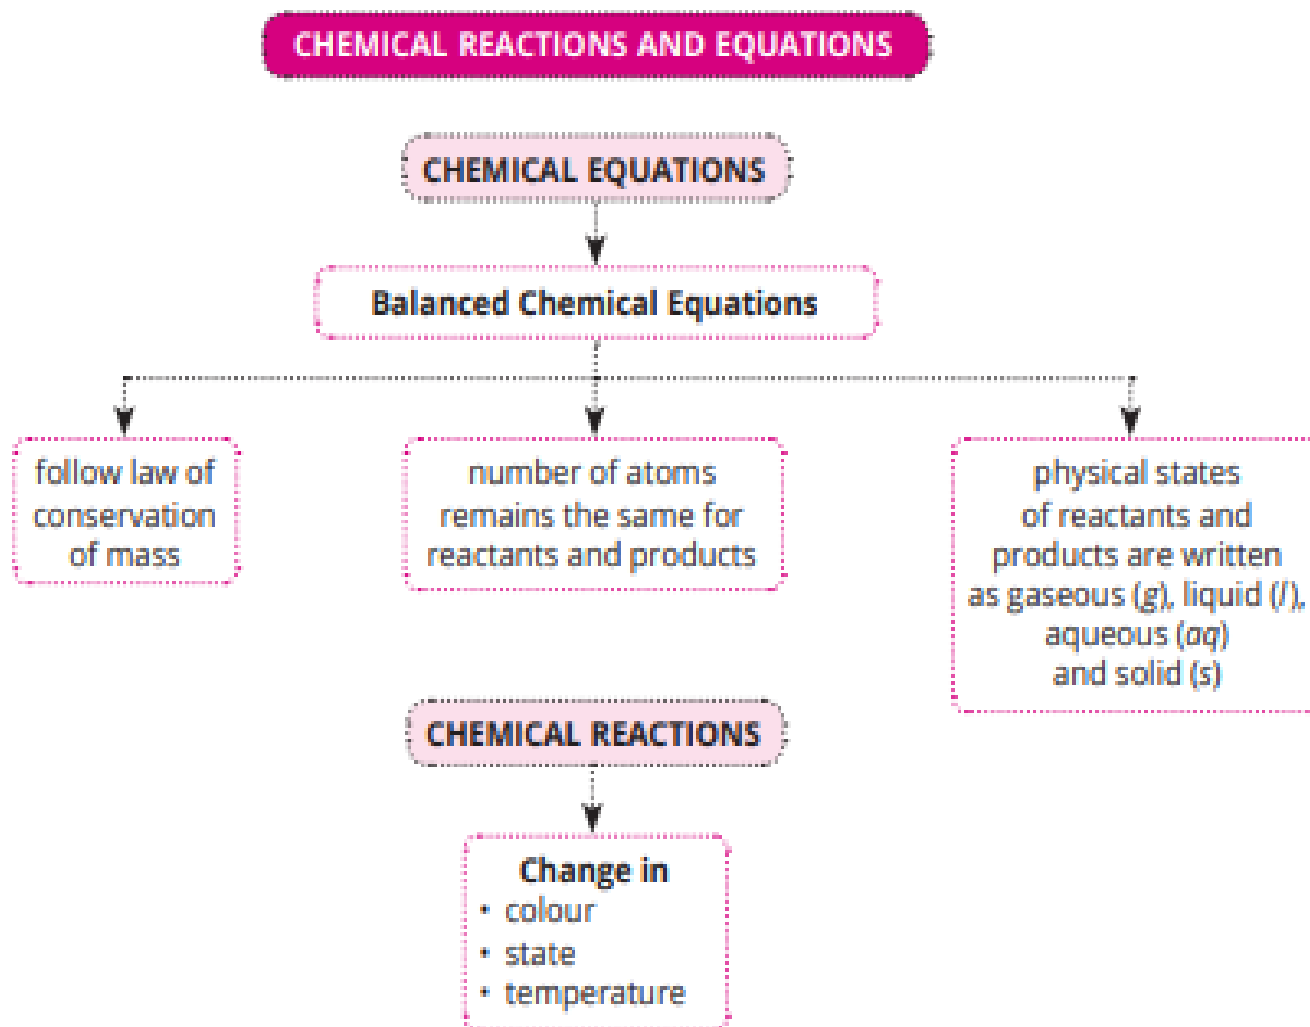 CHEMICAL REACTIONS AND EQUATIONS
CHEMICAL EQUATIONS
Balanced Chemical Equations
follow law of
conservation
of mass
number of atoms
remains the same for
reactants and products
physical states
of reactants and
products are written
as gaseous (g), liquid (l),
aqueous (aq)
and solid (s)
CHEMICAL REACTIONS
Change in
• colour
• state
• temperature